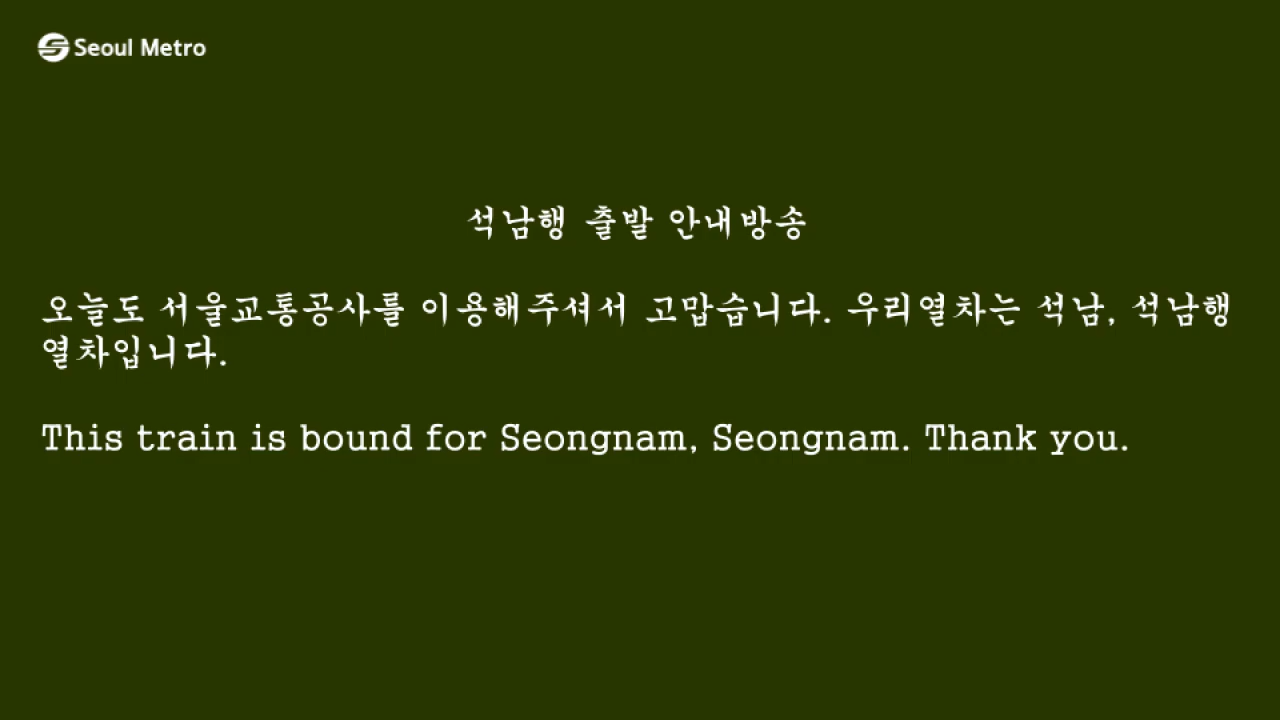 Seoul Metro
석남행 출발 안내방송
오늘도 서울교통공사를 이용해주셔서 고맙습니다. 우리열차는 석남, 석남행
열차입니다.
This train is bound for Seongnam, Seongnam. Thank you.